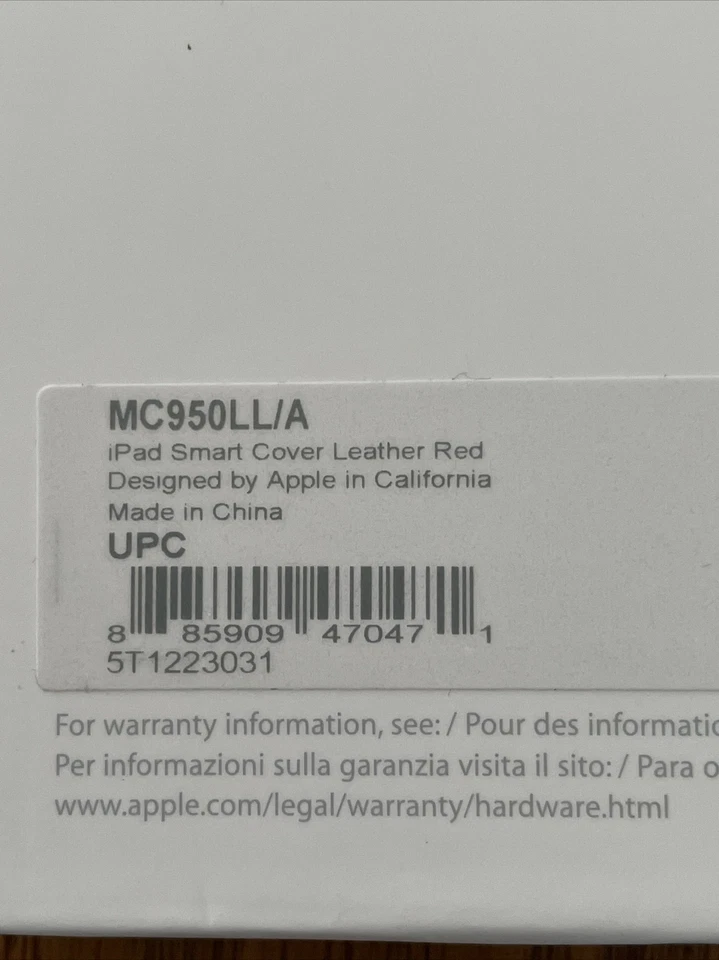 MC950LL/A
iPad Smart Cover Leather Red
Designed by Apple in California
Made in China
UPC
8 85909 47047 1
5T1223031
For warranty information, see: / Pour des informatio
Per informazioni sulla garanzia visita il sito: / Para o
www.apple.com/legal/warranty/hardware.html